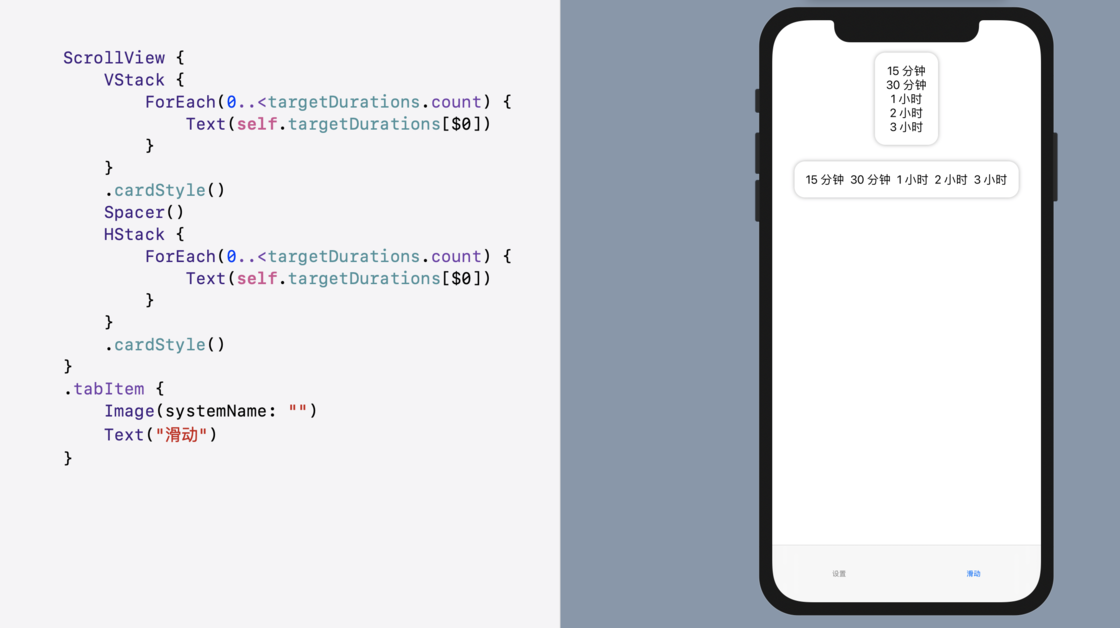 ScrollView {
VStack {
ForEach(0..<targetDurations.count) {
Text(self.targetDurations[$0])
}
}
.cardStyle()
Spacer()
HStack {
ForEach(0..<targetDurations.count) {
Text(self.targetDurations[$0])
}
}
.cardStyle()
}
.tabItem {
Image(systemName: "")
Text("滑动")
}
15 分钟
30 分钟
1 小时
2 小时
3 小时
15 分钟 30 分钟 1 小时 2 小时 3 小时
设置 滑动